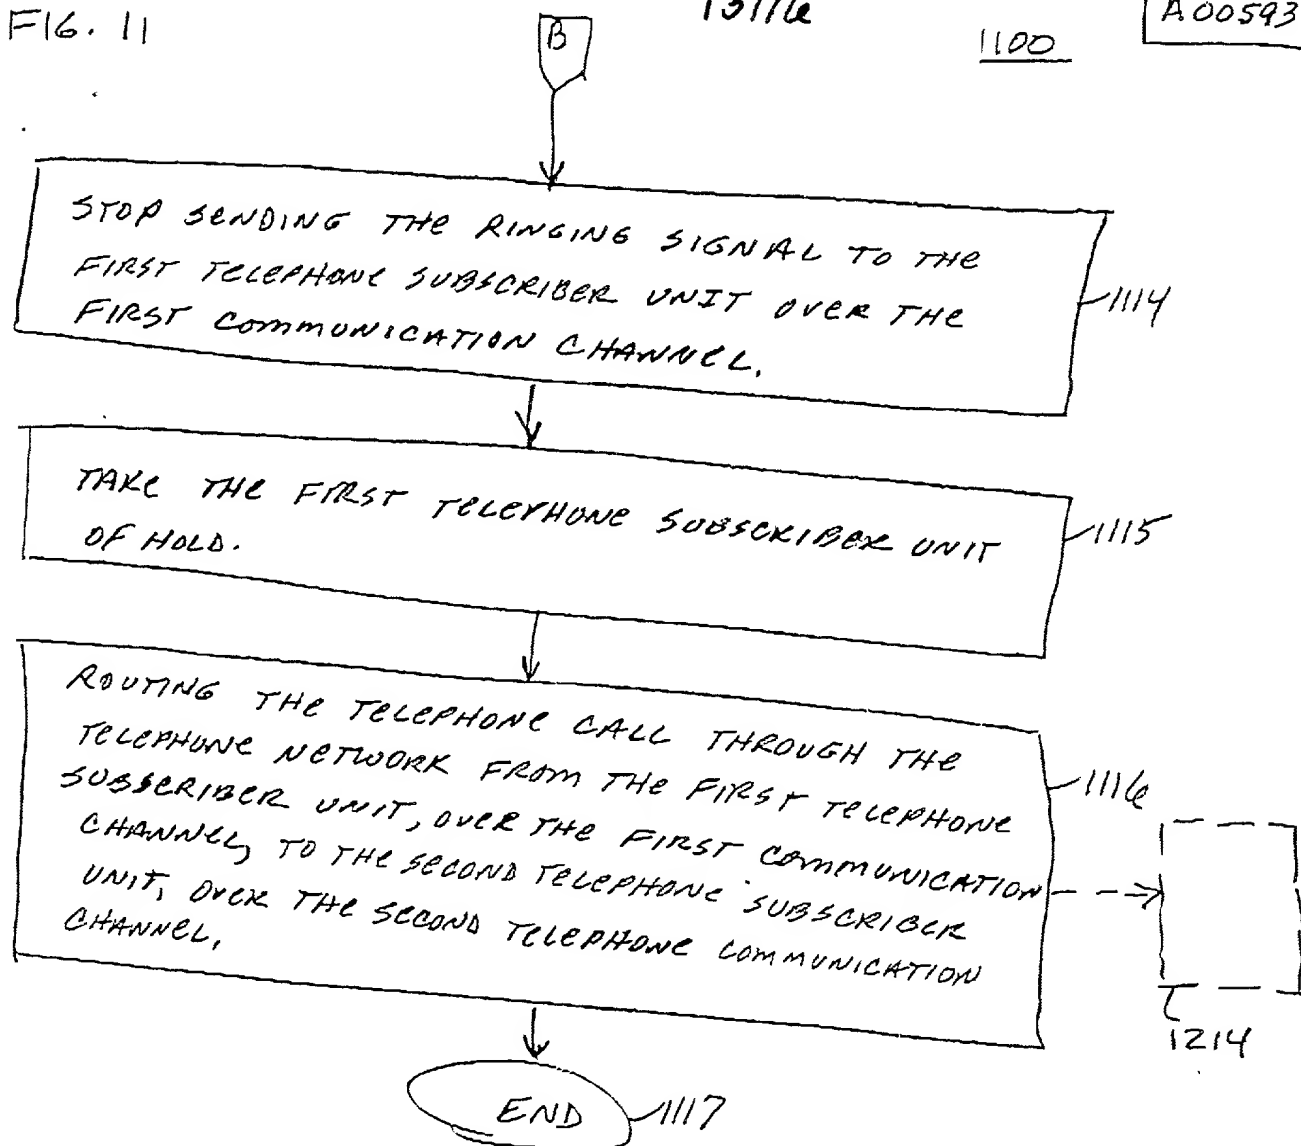 FIG. 11
13/16
1100
A00593
B
STOP SENDING THE RINGING SIGNAL TO THE
FIRST TELEPHONE SUBSCRIBER UNIT OVER THE
FIRST COMMUNICATION CHANNEL.
1114
TAKE THE FIRST TELEPHONE SUBSCRIBER UNIT
OF HOLD.
1115
ROUTING THE TELEPHONE CALL THROUGH THE
TELEPHONE NETWORK FROM THE FIRST TELEPHONE
SUBSCRIBER UNIT, OVER THE FIRST COMMUNICATION
CHANNEL, TO THE SECOND TELEPHONE SUBSCRIBER
UNIT, OVER THE SECOND TELEPHONE COMMUNICATION
CHANNEL.
1116
1214
END
1117